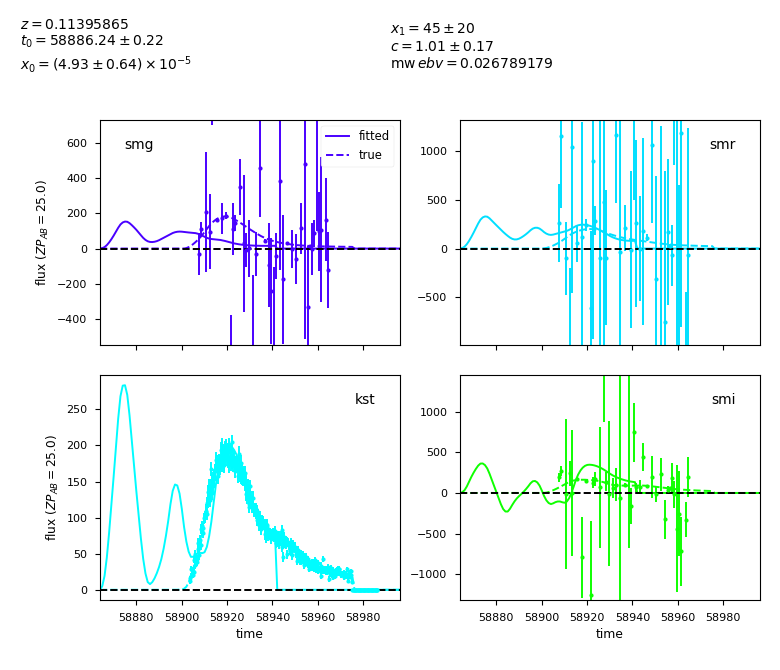 z = 0.11395865
t₀ = 58886.24 ± 0.22
x₀ = (4.93 ± 0.64) × 10⁻⁵
x₁ = 45 ± 20
c = 1.01 ± 0.17
mw ebv = 0.026789179
smg
fitted
true
600
400
200
0
−200
−400
flux (ZP_AB = 25.0)
smr
1000
500
0
−500
kst
250
200
150
100
50
0
flux (ZP_AB = 25.0)
58880 58900 58920 58940 58960 58980
time
smi
1000
500
0
−500
−1000
58880 58900 58920 58940 58960 58980
time